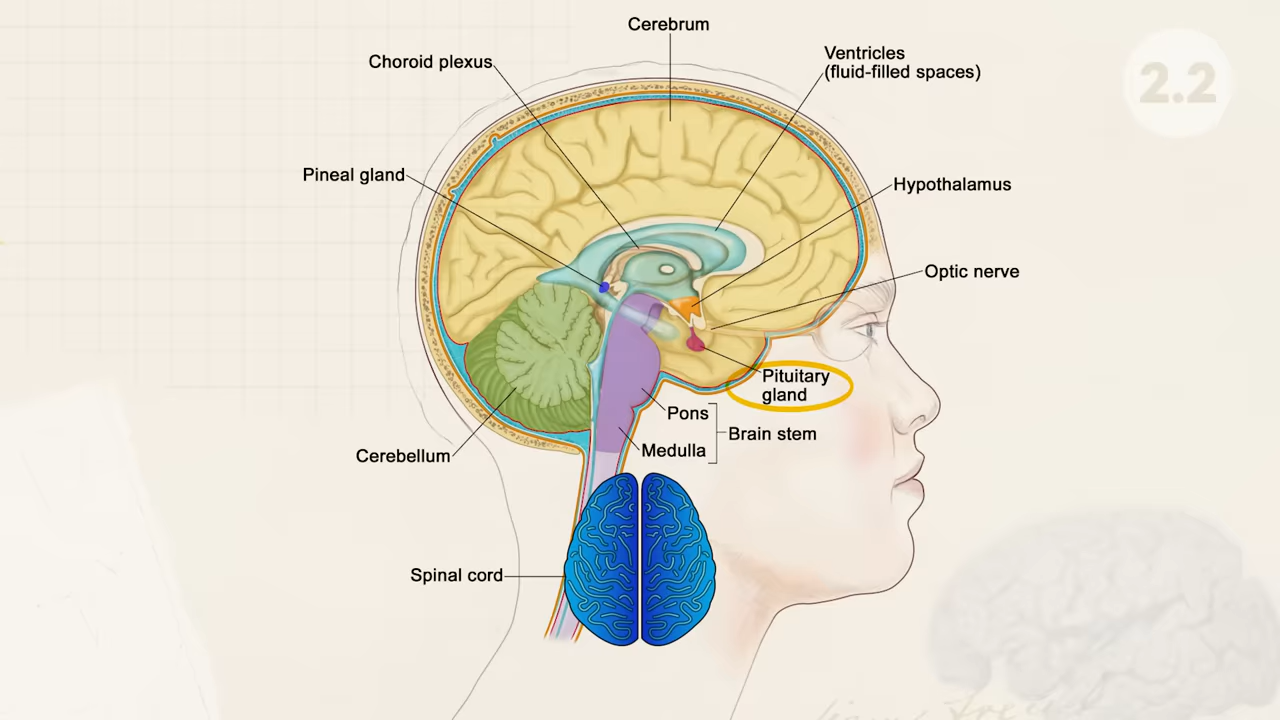 Cerebrum
Choroid plexus
Ventricles
(fluid-filled spaces)
2.2
Pineal gland
Hypothalamus
Optic nerve
Pituitary
gland
Pons
Brain stem
Medulla
Cerebellum
Spinal cord